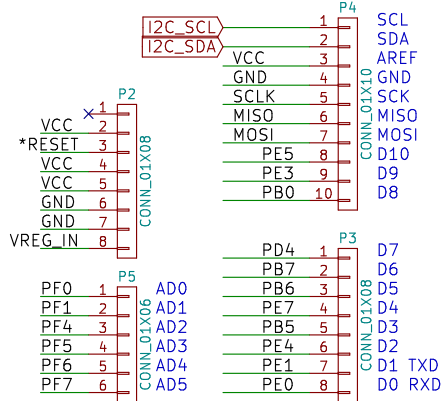 P4
I2C_SCL 1 SCL
I2C_SDA 2 SDA
VCC 3 AREF
GND 4 GND
SCLK 5 SCK
MISO 6 MISO
MOSI 7 MOSI
PE5 8 D10
PE3 9 D9
PB0 10 D8
CONN_01X10
P2
1
VCC 2
*RESET 3
VCC 4
VCC 5
GND 6
GND 7
VREG_IN 8
CONN_01X08
P3
PD4 1 D7
PB7 2 D6
PB6 3 D5
PE7 4 D4
PB5 5 D3
PE4 6 D2
PE1 7 D1 TXD
PE0 8 D0 RXD
CONN_01X08
P5
PF0 1 AD0
PF1 2 AD1
PF4 3 AD2
PF5 4 AD3
PF6 5 AD4
PF7 6 AD5
CONN_01X06